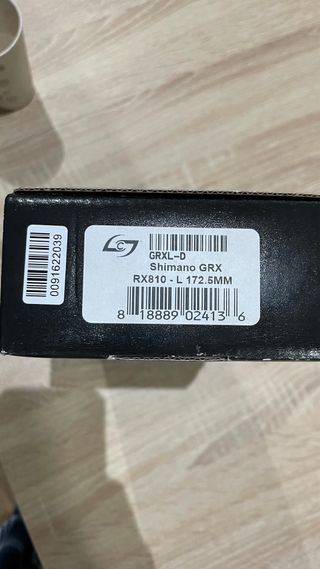 0091622039
GRXL-D
Shimano GRX
RX810 - L 172.5MM
8 18889 02413 6